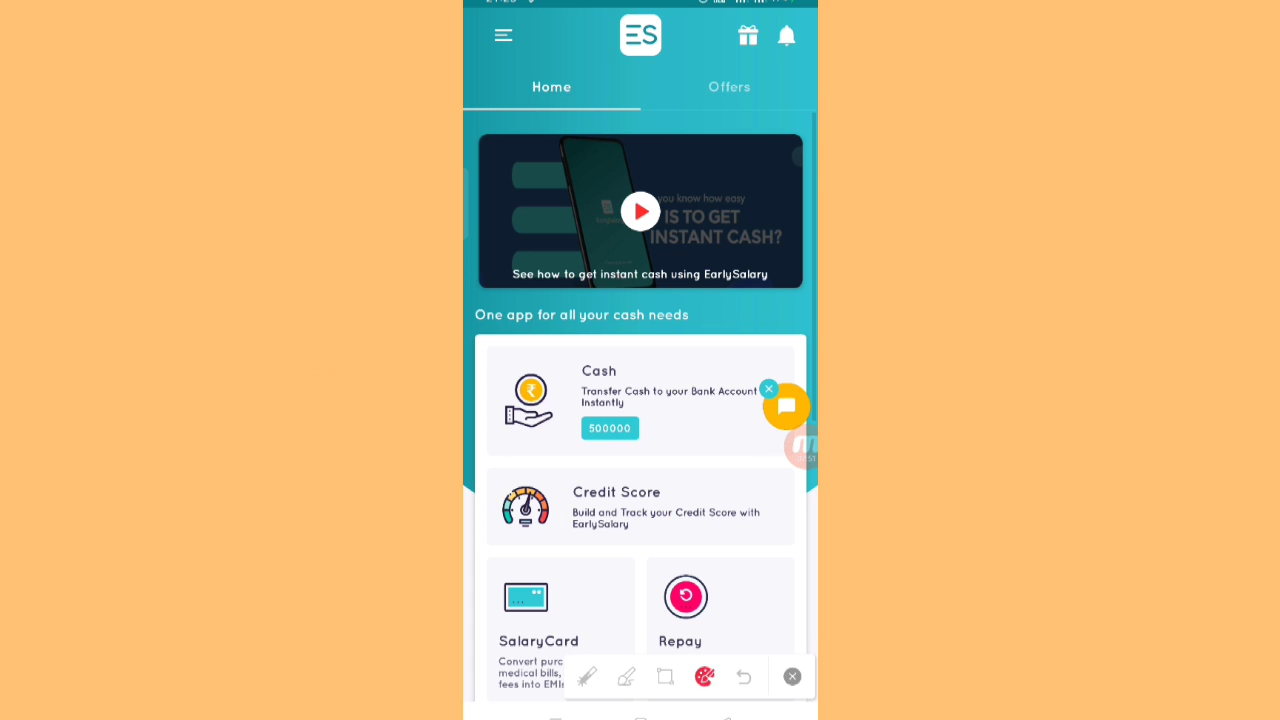 ES
Home
Offers
you know how easy
IS TO GET
INSTANT CASH?
See how to get instant cash using EarlySalary
One app for all your cash needs
Cash
Transfer Cash to your Bank Account
Instantly
500000
Credit Score
Build and Track your Credit Score with
EarlySalary
SalaryCard
Convert purc
medical bills,
fees into EMI
Repay